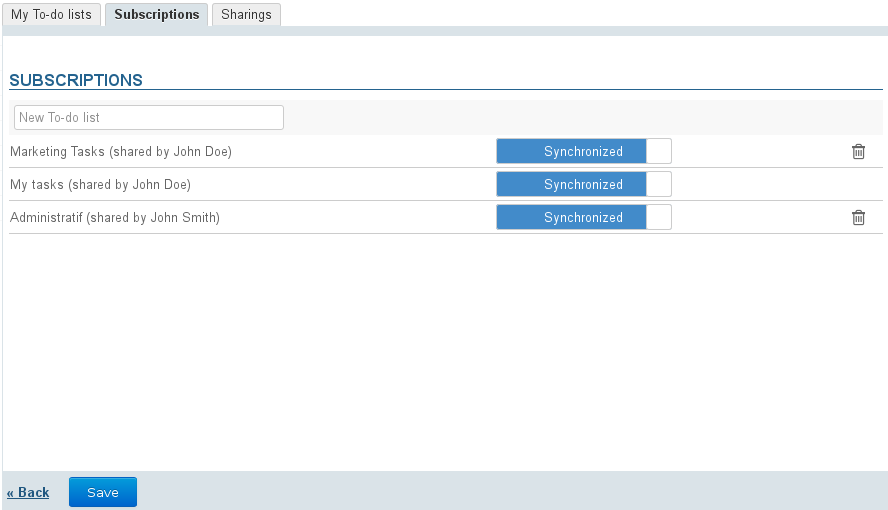 My To-do lists Subscriptions Sharings
SUBSCRIPTIONS
New To-do list
Marketing Tasks (shared by John Doe) Synchronized
My tasks (shared by John Doe) Synchronized
Administratif (shared by John Smith) Synchronized
« Back Save